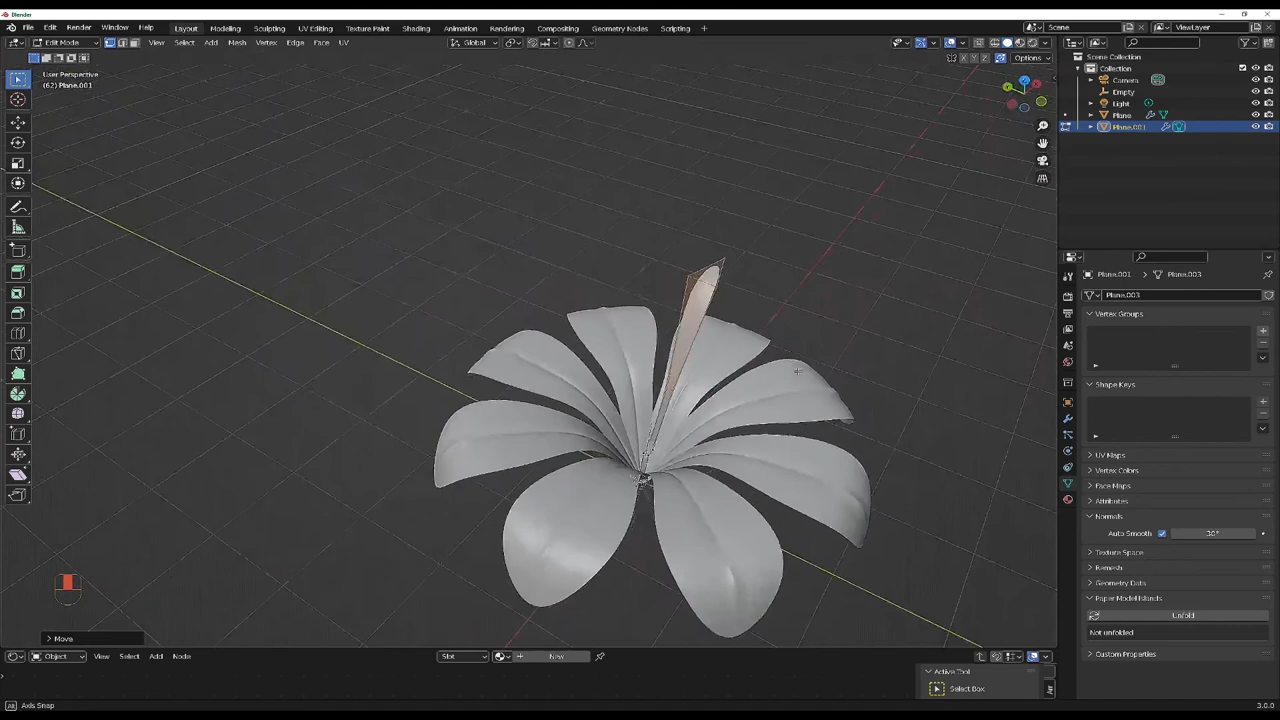 Blender
File Edit Render Window Help Layout Modeling Sculpting UV Editing Texture Paint Shading Animation Rendering Compositing Geometry Nodes Scripting + Scene ViewLayer
Edit Mode View Select Add Mesh Vertex Edge Face UV Global
X Y Z Options
User Perspective
(62) Plane.001
Scene Collection
Collection
Camera
Empty
Light
Plane
Plane.001
Plane.001 > Plane.003
Plane.003
Vertex Groups
Shape Keys
UV Maps
Vertex Colors
Face Maps
Attributes
Normals
Auto Smooth 30°
Texture Space
Remesh
Geometry Data
Paper Model Islands
Unfold
Not unfolded
Custom Properties
> Move
Object View Select Add Node Slot + New
Active Tool
Select Box
Axis Snap
3.0.0